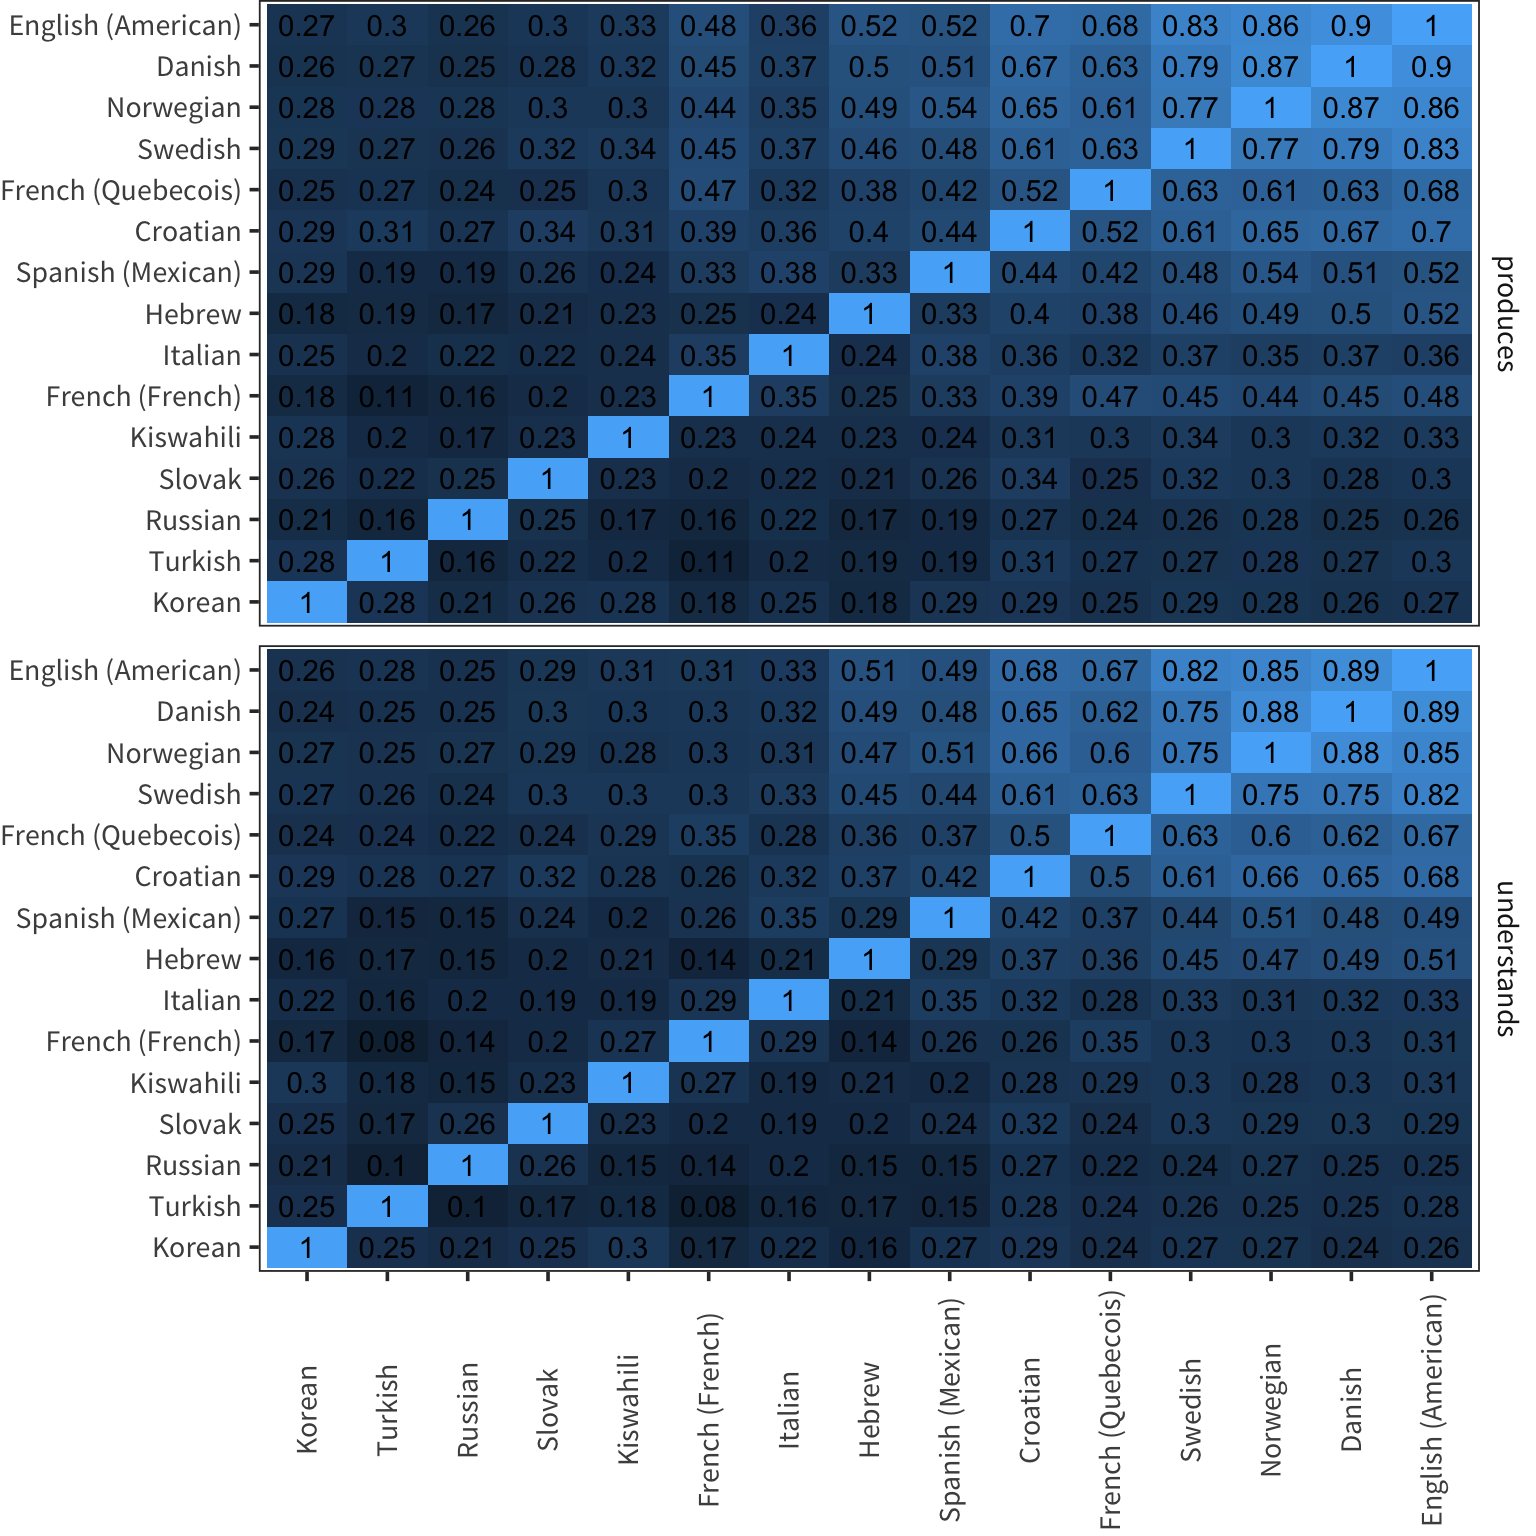 English (American) 0.27 0.3 0.26 0.3 0.33 0.48 0.36 0.52 0.52 0.7 0.68 0.83 0.86 0.9 1
Danish 0.26 0.27 0.25 0.28 0.32 0.45 0.37 0.5 0.51 0.67 0.63 0.79 0.87 1 0.9
Norwegian 0.28 0.28 0.28 0.3 0.3 0.44 0.35 0.49 0.54 0.65 0.61 0.77 1 0.87 0.86
Swedish 0.29 0.27 0.26 0.32 0.34 0.45 0.37 0.46 0.48 0.61 0.63 1 0.77 0.79 0.83
French (Quebecois) 0.25 0.27 0.24 0.25 0.3 0.47 0.32 0.38 0.42 0.52 1 0.63 0.61 0.63 0.68
Croatian 0.29 0.31 0.27 0.34 0.31 0.39 0.36 0.4 0.44 1 0.52 0.61 0.65 0.67 0.7
Spanish (Mexican) 0.29 0.19 0.19 0.26 0.24 0.33 0.38 0.33 1 0.44 0.42 0.48 0.54 0.51 0.52
Hebrew 0.18 0.19 0.17 0.21 0.23 0.25 0.24 1 0.33 0.4 0.38 0.46 0.49 0.5 0.52
Italian 0.25 0.2 0.22 0.22 0.24 0.35 1 0.24 0.38 0.36 0.32 0.37 0.35 0.37 0.36
French (French) 0.18 0.11 0.16 0.2 0.23 1 0.35 0.25 0.33 0.39 0.47 0.45 0.44 0.45 0.48
Kiswahili 0.28 0.2 0.17 0.23 1 0.23 0.24 0.23 0.24 0.31 0.3 0.34 0.3 0.32 0.33
Slovak 0.26 0.22 0.25 1 0.23 0.2 0.22 0.21 0.26 0.34 0.25 0.32 0.3 0.28 0.3
Russian 0.21 0.16 1 0.25 0.17 0.16 0.22 0.17 0.19 0.27 0.24 0.26 0.28 0.25 0.26
Turkish 0.28 1 0.16 0.22 0.2 0.11 0.2 0.19 0.19 0.31 0.27 0.27 0.28 0.27 0.3
Korean 1 0.28 0.21 0.26 0.28 0.18 0.25 0.18 0.29 0.29 0.25 0.29 0.28 0.26 0.27
produces
English (American) 0.26 0.28 0.25 0.29 0.31 0.31 0.33 0.51 0.49 0.68 0.67 0.82 0.85 0.89 1
Danish 0.24 0.25 0.25 0.3 0.3 0.3 0.32 0.49 0.48 0.65 0.62 0.75 0.88 1 0.89
Norwegian 0.27 0.25 0.27 0.29 0.28 0.3 0.31 0.47 0.51 0.66 0.6 0.75 1 0.88 0.85
Swedish 0.27 0.26 0.24 0.3 0.3 0.3 0.33 0.45 0.44 0.61 0.63 1 0.75 0.75 0.82
French (Quebecois) 0.24 0.24 0.22 0.24 0.29 0.35 0.28 0.36 0.37 0.5 1 0.63 0.6 0.62 0.67
Croatian 0.29 0.28 0.27 0.32 0.28 0.26 0.32 0.37 0.42 1 0.5 0.61 0.66 0.65 0.68
Spanish (Mexican) 0.27 0.15 0.15 0.24 0.2 0.26 0.35 0.29 1 0.42 0.37 0.44 0.51 0.48 0.49
Hebrew 0.16 0.17 0.15 0.2 0.21 0.14 0.21 1 0.29 0.37 0.36 0.45 0.47 0.49 0.51
Italian 0.22 0.16 0.2 0.19 0.19 0.29 1 0.21 0.35 0.32 0.28 0.33 0.31 0.32 0.33
French (French) 0.17 0.08 0.14 0.2 0.27 1 0.29 0.14 0.26 0.26 0.35 0.3 0.3 0.3 0.31
Kiswahili 0.3 0.18 0.15 0.23 1 0.27 0.19 0.21 0.2 0.28 0.29 0.3 0.28 0.3 0.31
Slovak 0.25 0.17 0.26 1 0.23 0.2 0.19 0.2 0.24 0.32 0.24 0.3 0.29 0.3 0.29
Russian 0.21 0.1 1 0.26 0.15 0.14 0.2 0.15 0.15 0.27 0.22 0.24 0.27 0.25 0.25
Turkish 0.25 1 0.1 0.17 0.18 0.08 0.16 0.17 0.15 0.28 0.24 0.26 0.25 0.25 0.28
Korean 1 0.25 0.21 0.25 0.3 0.17 0.22 0.16 0.27 0.29 0.24 0.27 0.27 0.24 0.26
understands
Korean
Turkish
Russian
Slovak
Kiswahili
French (French)
Italian
Hebrew
Spanish (Mexican)
Croatian
French (Quebecois)
Swedish
Norwegian
Danish
English (American)